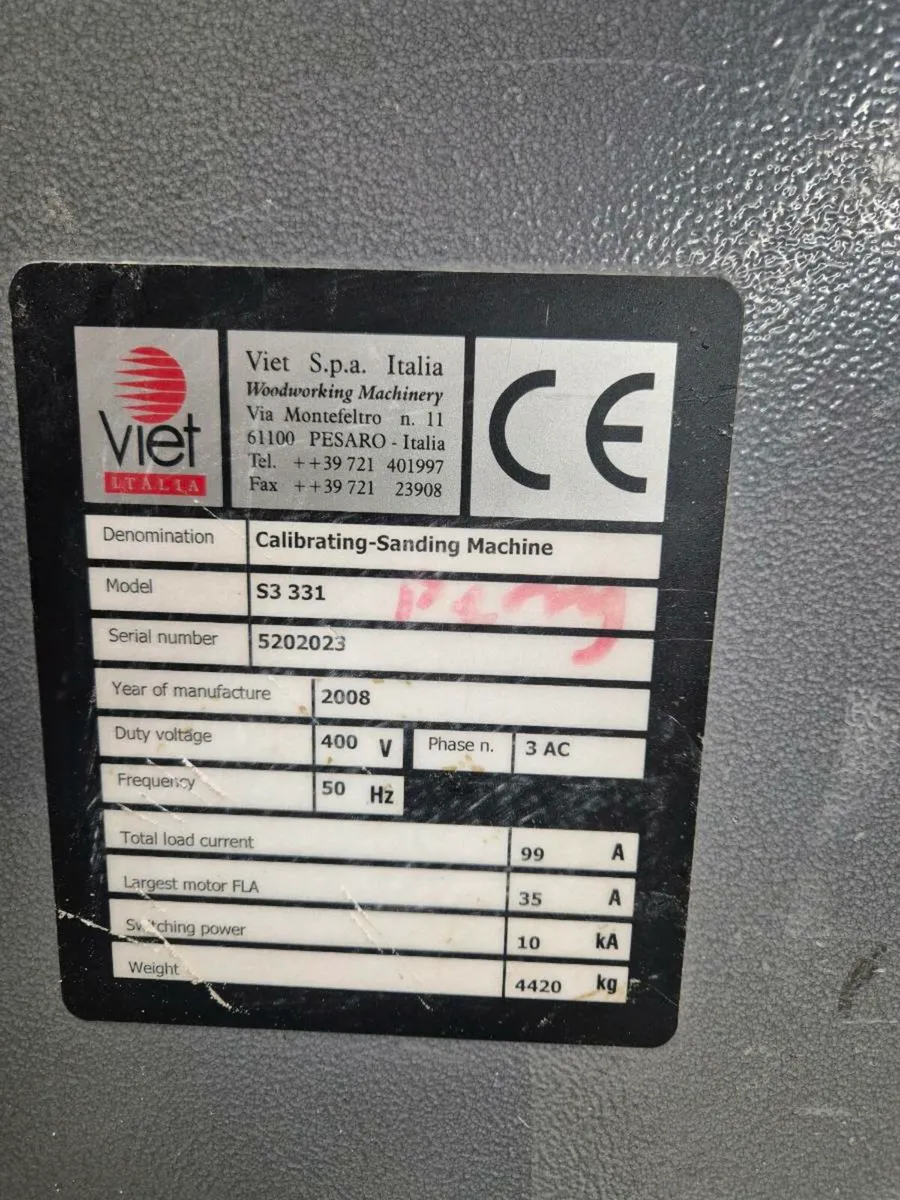 Viet
ITALIA
Viet S.p.a. Italia
Woodworking Machinery
Via Montefeltro n. 11
61100 PESARO - Italia
Tel. ++39 721 401997
Fax ++39 721 23908
CE
Denomination Calibrating-Sanding Machine
Model S3 331
Serial number 5202023
Year of manufacture 2008
Duty voltage 400 V Phase n. 3 AC
Frequency 50 Hz
Total load current 99 A
Largest motor FLA 35 A
Switching power 10 kA
Weight 4420 kg